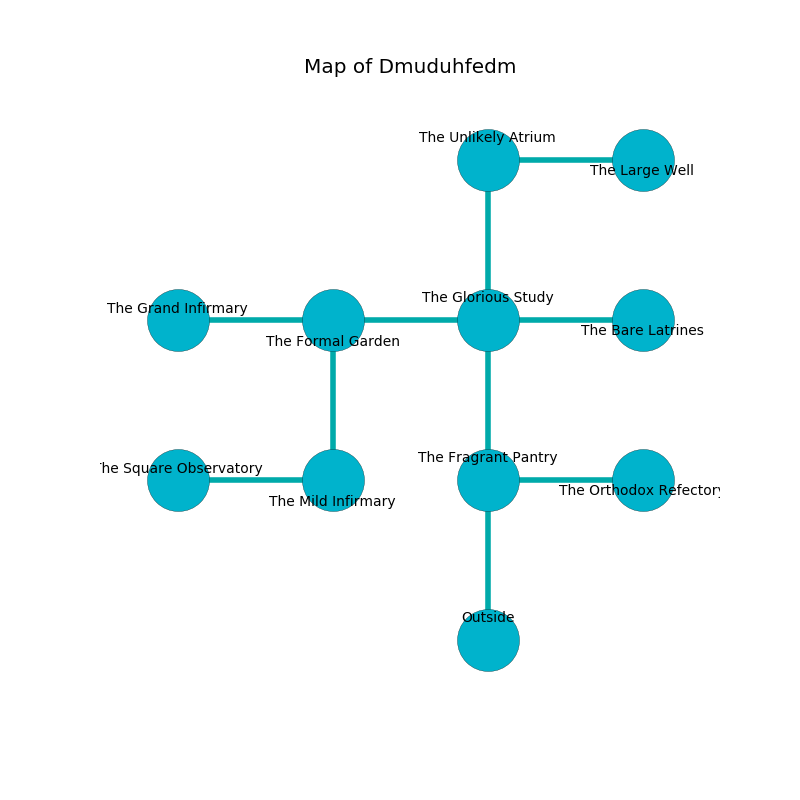 Map of Dmuduhfedm
The Unlikely Atrium
The Large Well
The Glorious Study
The Grand Infirmary
The Bare Latrines
The Formal Garden
The Fragrant Pantry
he Square Observatory
The Orthodox Refectory
The Mild Infirmary
Outside